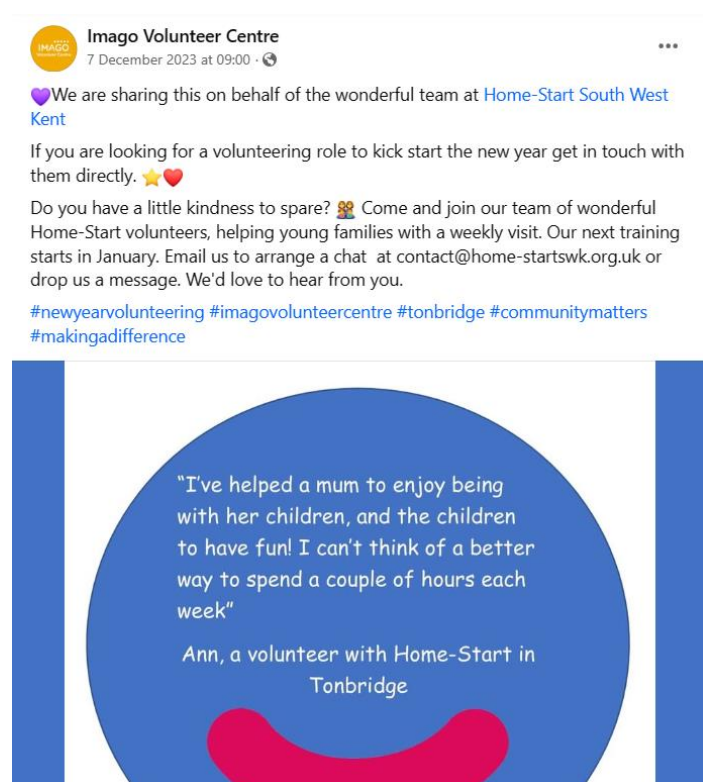 IMAGO
Imago Volunteer Centre
7 December 2023 at 09:00 ·
We are sharing this on behalf of the wonderful team at Home-Start South West
Kent
If you are looking for a volunteering role to kick start the new year get in touch with
them directly.
Do you have a little kindness to spare? Come and join our team of wonderful
Home-Start volunteers, helping young families with a weekly visit. Our next training
starts in January. Email us to arrange a chat at contact@home-startswk.org.uk or
drop us a message. We'd love to hear from you.
#newyearvolunteering #imagovolunteercentre #tonbridge #communitymatters
#makingadifference
"I've helped a mum to enjoy being
with her children, and the children
to have fun! I can't think of a better
way to spend a couple of hours each
week"
Ann, a volunteer with Home-Start in
Tonbridge